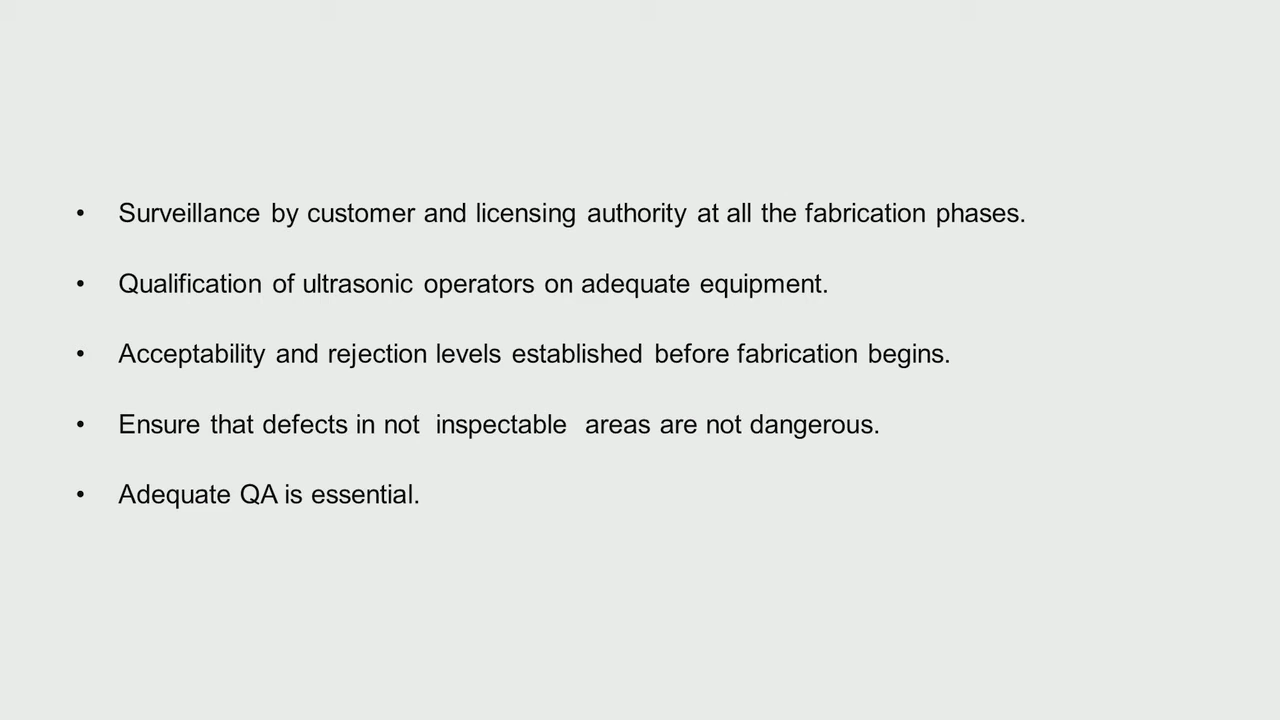 • Surveillance by customer and licensing authority at all the fabrication phases.
• Qualification of ultrasonic operators on adequate equipment.
• Acceptability and rejection levels established before fabrication begins.
• Ensure that defects in not inspectable areas are not dangerous.
• Adequate QA is essential.